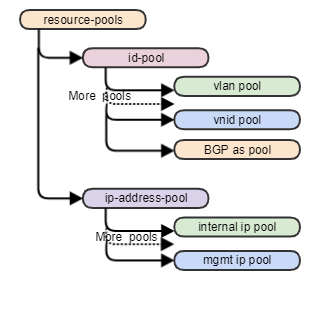 resource-pools
id-pool
vlan pool
More pools
vnid pool
BGP as pool
ip-address-pool
internal ip pool
More pools
mgmt ip pool